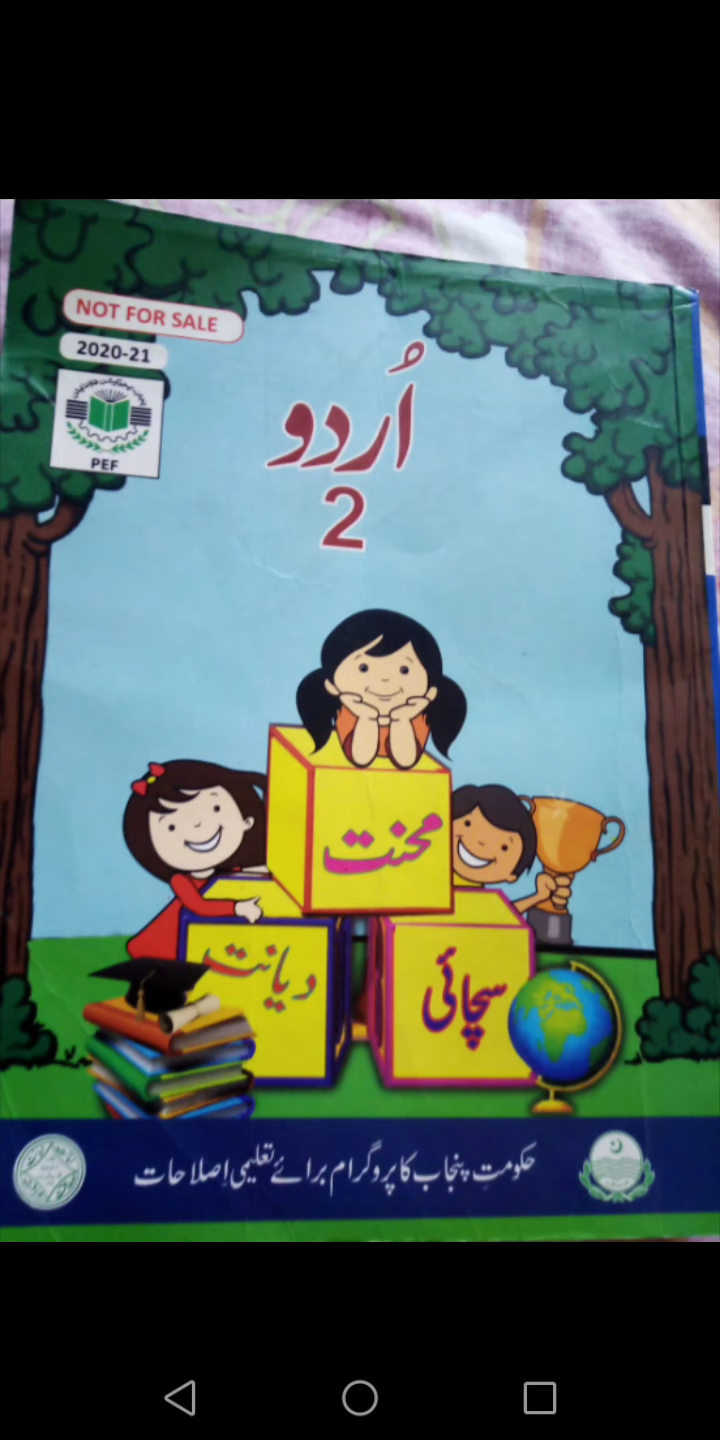 NOT FOR SALE
2020-21
PEF
اُردو
2
محنت
دیانت
سچائی
حکومتِ پنجاب کا پروگرام برائے تعلیمی اصلاحات